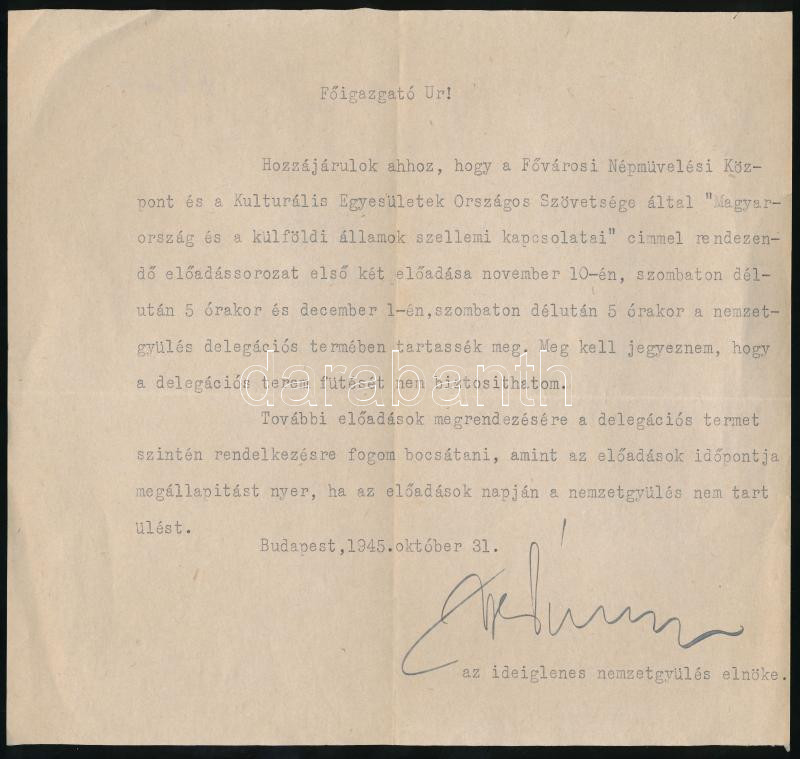 Főigazgató Ur!
Hozzájárulok ahhoz, hogy a Fővárosi Népmüvelési Köz-
pont és a Kulturális Egyesületek Országos Szövetsége által "Magyar-
ország és a külföldi államok szellemi kapcsolatai" cimmel rendezen-
dő előadássorozat első két előadása november 10-én, szombaton dél-
után 5 órakor és december 1-én,szombaton délután 5 órakor a nemzet-
gyülés delegációs termében tartassék meg. Meg kell jegyeznem, hogy
a delegációs terem fütését nem biztosithatom.
darabanth
További előadások megrendezésére a delegációs termet
szintén rendelkezésre fogom bocsátani, amint az előadások időpontja
megállapitást nyer, ha az előadások napján a nemzetgyülés nem tart
ülést.
Budapest,1945.október 31.
az ideiglenes nemzetgyülés elnöke.